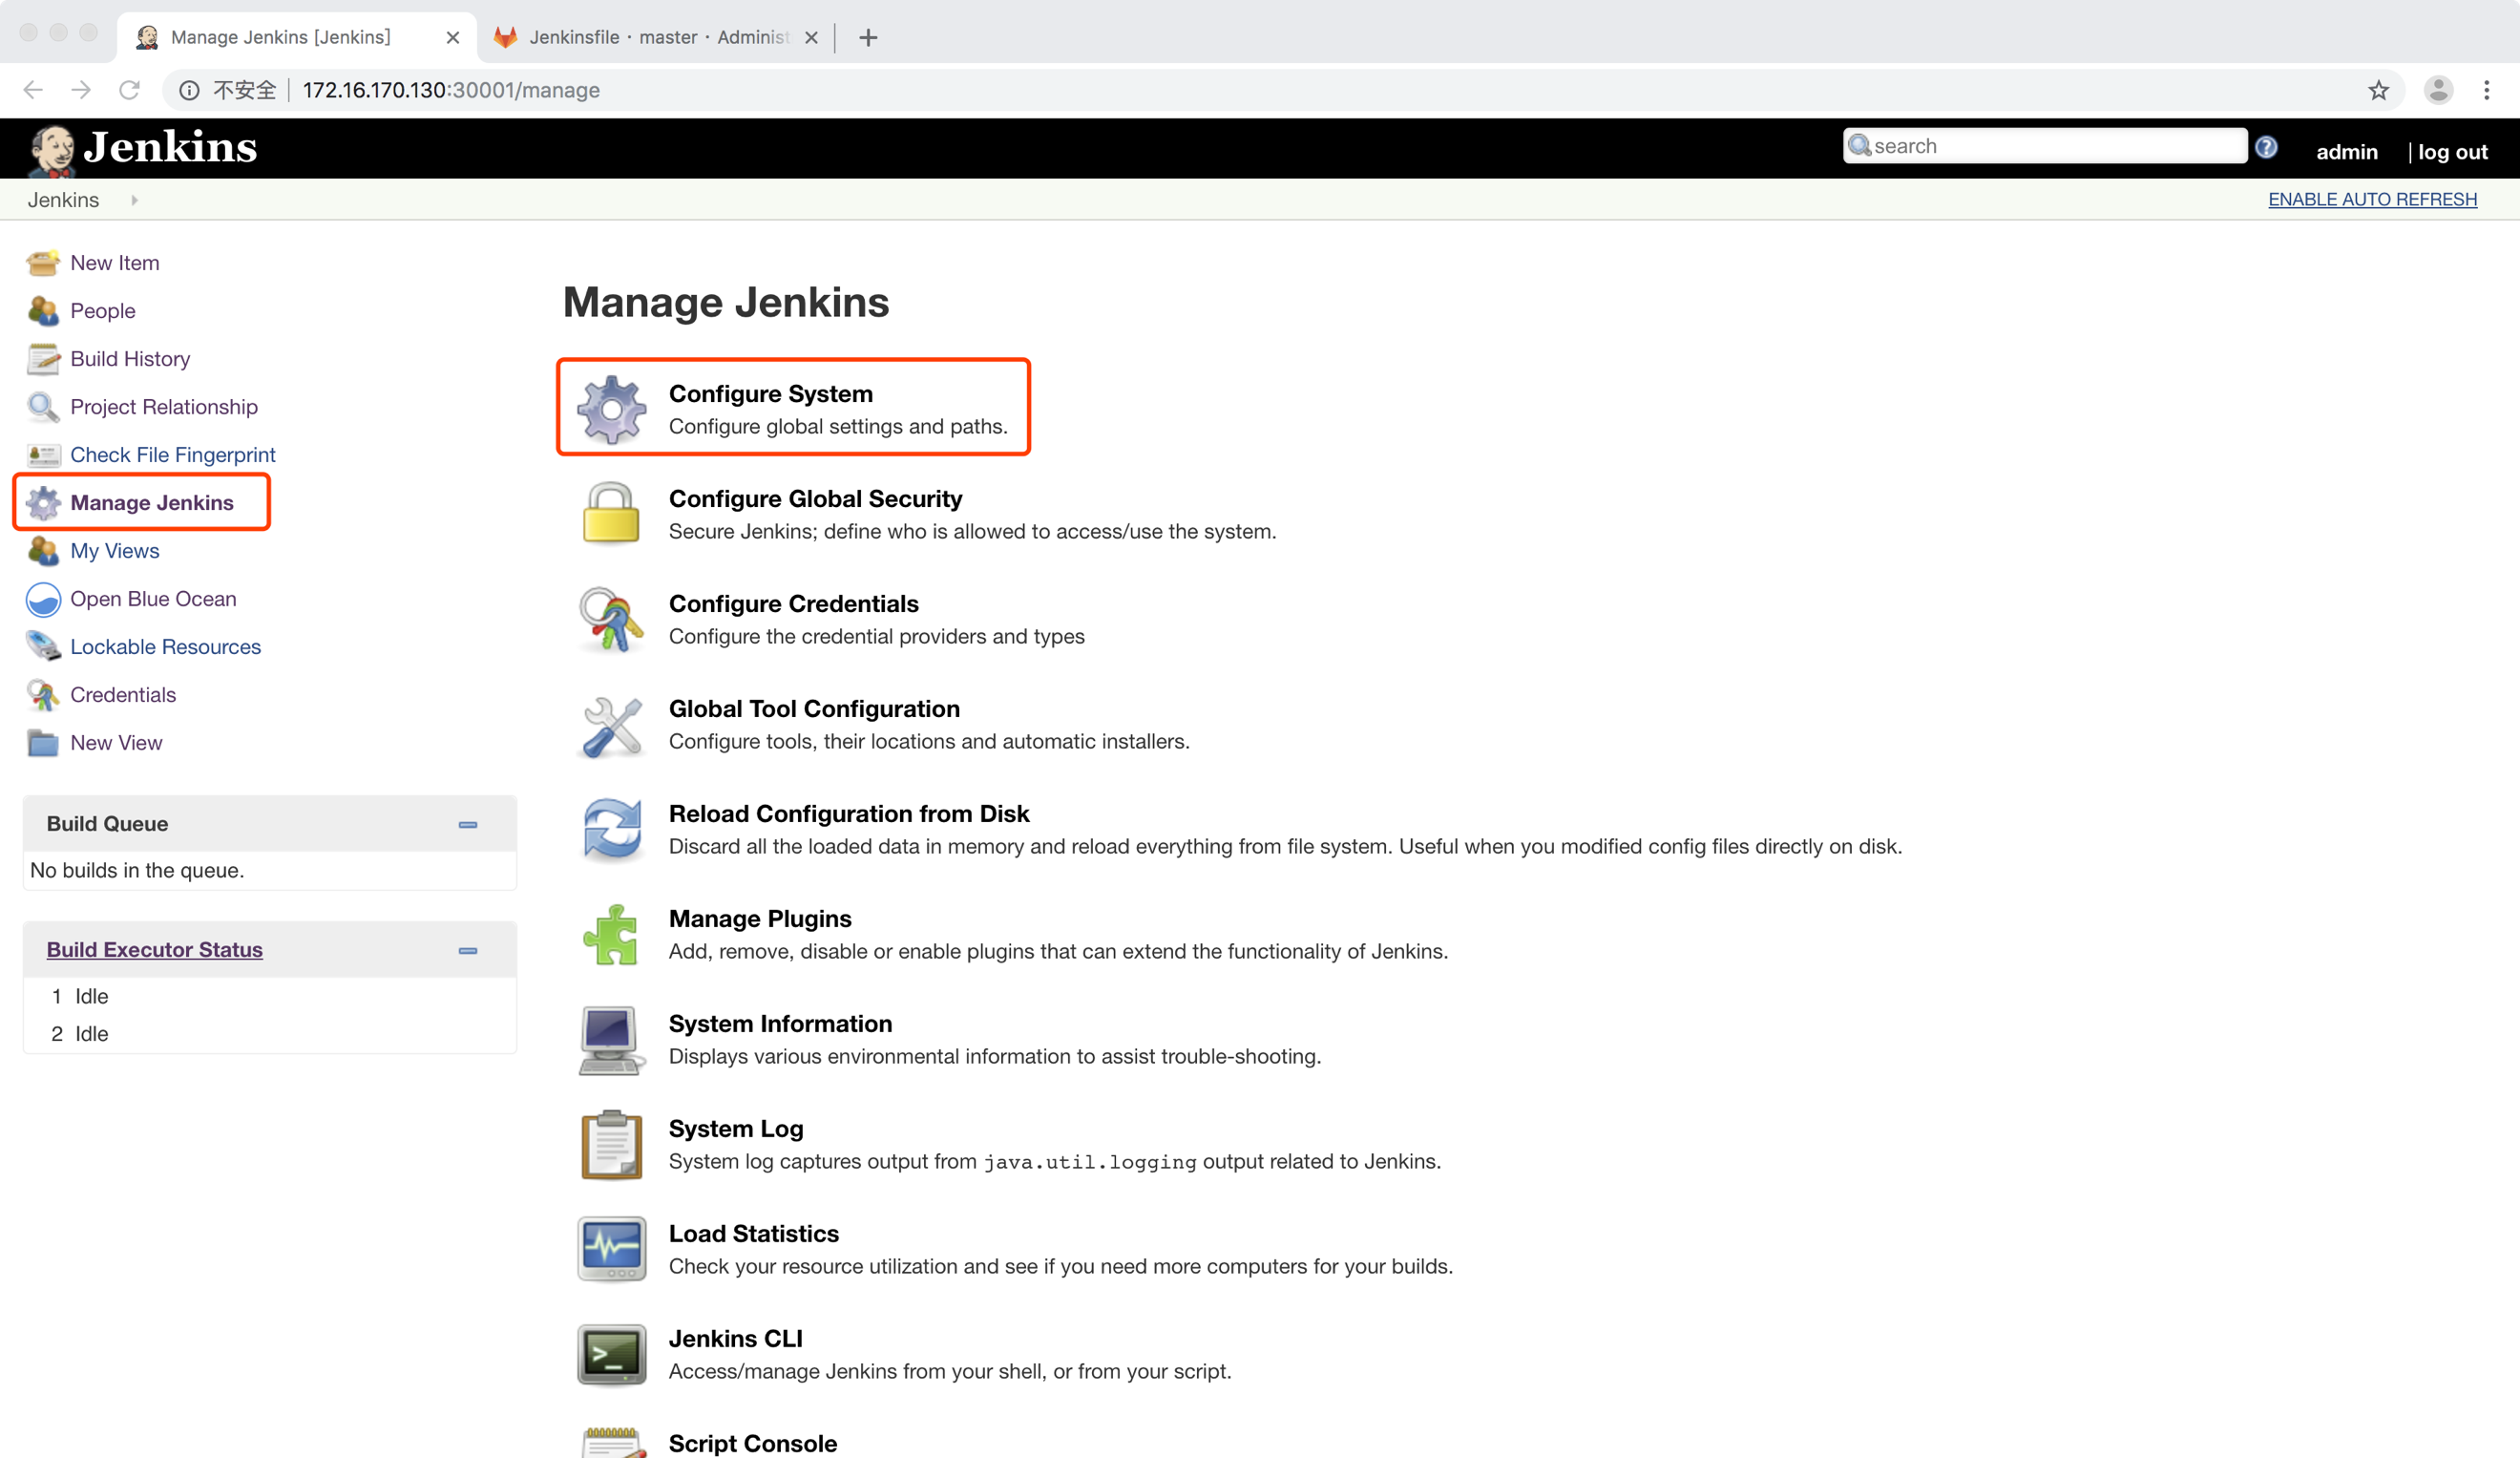 Manage Jenkins [Jenkins]
Jenkinsfile · master · Adminis
不安全 172.16.170.130:30001/manage
Jenkins
search
admin | log out
Jenkins
ENABLE AUTO REFRESH
New Item
People
Build History
Project Relationship
Check File Fingerprint
Manage Jenkins
My Views
Open Blue Ocean
Lockable Resources
Credentials
New View
Build Queue
No builds in the queue.
Build Executor Status
1 Idle
2 Idle
Manage Jenkins
Configure System
Configure global settings and paths.
Configure Global Security
Secure Jenkins; define who is allowed to access/use the system.
Configure Credentials
Configure the credential providers and types
Global Tool Configuration
Configure tools, their locations and automatic installers.
Reload Configuration from Disk
Discard all the loaded data in memory and reload everything from file system. Useful when you modified config files directly on disk.
Manage Plugins
Add, remove, disable or enable plugins that can extend the functionality of Jenkins.
System Information
Displays various environmental information to assist trouble-shooting.
System Log
System log captures output from java.util.logging output related to Jenkins.
Load Statistics
Check your resource utilization and see if you need more computers for your builds.
Jenkins CLI
Access/manage Jenkins from your shell, or from your script.
Script Console